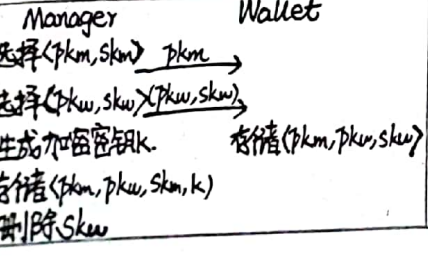 Manager Wallet
选择<pkm,skm> pkm
选择<pkw,skw> (pkw,skw)
生成加密密钥k. 存储(pkm,pkw,skw)
存储(pkm,pkw,skm,k)
删除skw